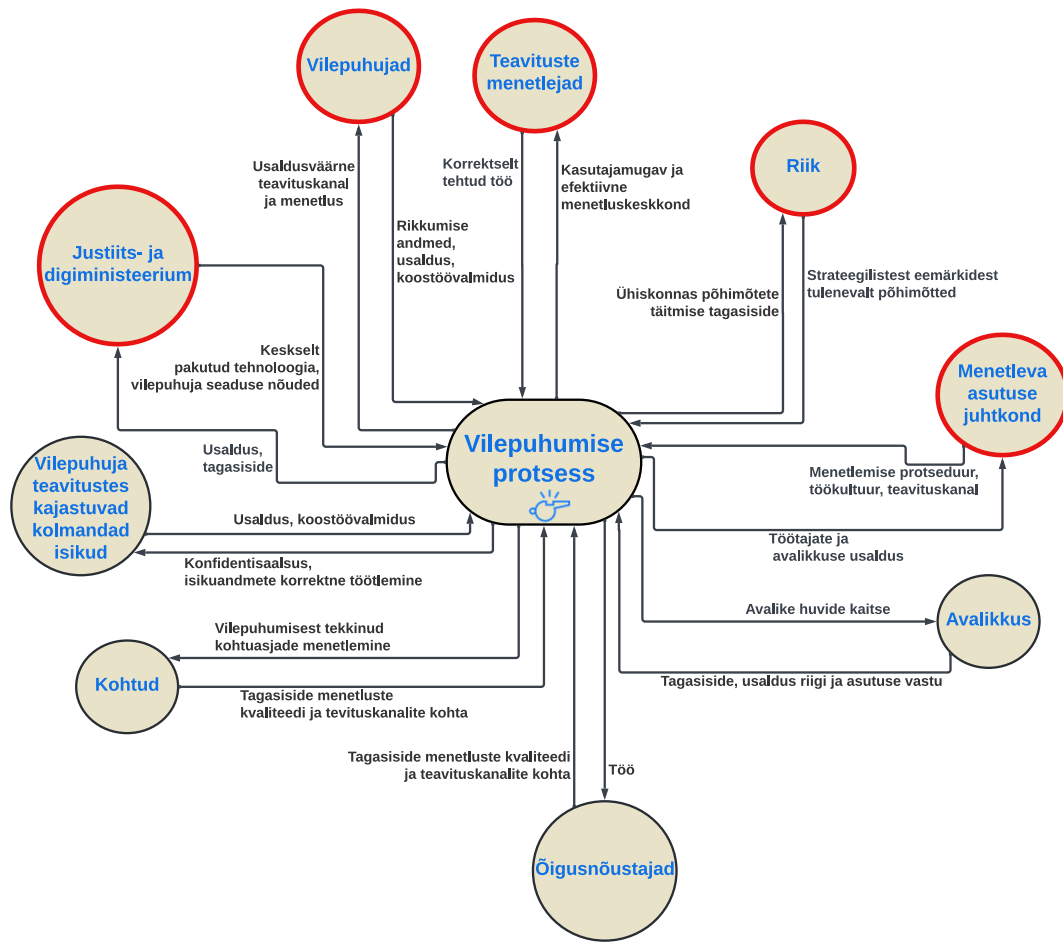 Vilepuhujad
Teavituste
menetlejad
Riik
Usaldusväärne
teavituskanal
ja menetlus
Korrektselt
tehtud töö
Kasutajamugav ja
efektiivne
menetluskeskkond
Rikkumise
andmed,
usaldus,
koostöövalmidus
Justiits- ja
digiministeerium
Ühiskonnas põhimõtete
täitmise tagasiside
Strateegilistest eemärkidest
tulenevalt põhimõtted
Keskselt
pakutud tehnoloogia,
vilepuhuja seaduse nõuded
Menetleva
asutuse
juhtkond
Usaldus,
tagasiside
Vilepuhumise
protsess
Menetlemise protseduur,
töökultuur, teavituskanal
Vilepuhuja
teavitustes
kajastuvad
kolmandad
isikud
Usaldus, koostöövalmidus
Töötajate ja
avalikkuse usaldus
Konfidentisaalsus,
isikuandmete korrektne töötlemine
Avalike huvide kaitse
Avalikkus
Vilepuhumisest tekkinud
kohtuasjade menetlemine
Kohtud
Tagasiside, usaldus riigi ja asutuse vastu
Tagasiside menetluste
kvaliteedi ja tevituskanalite kohta
Tagasiside menetluste kvaliteedi
ja teavituskanalite kohta
Töö
Õigusnõustajad